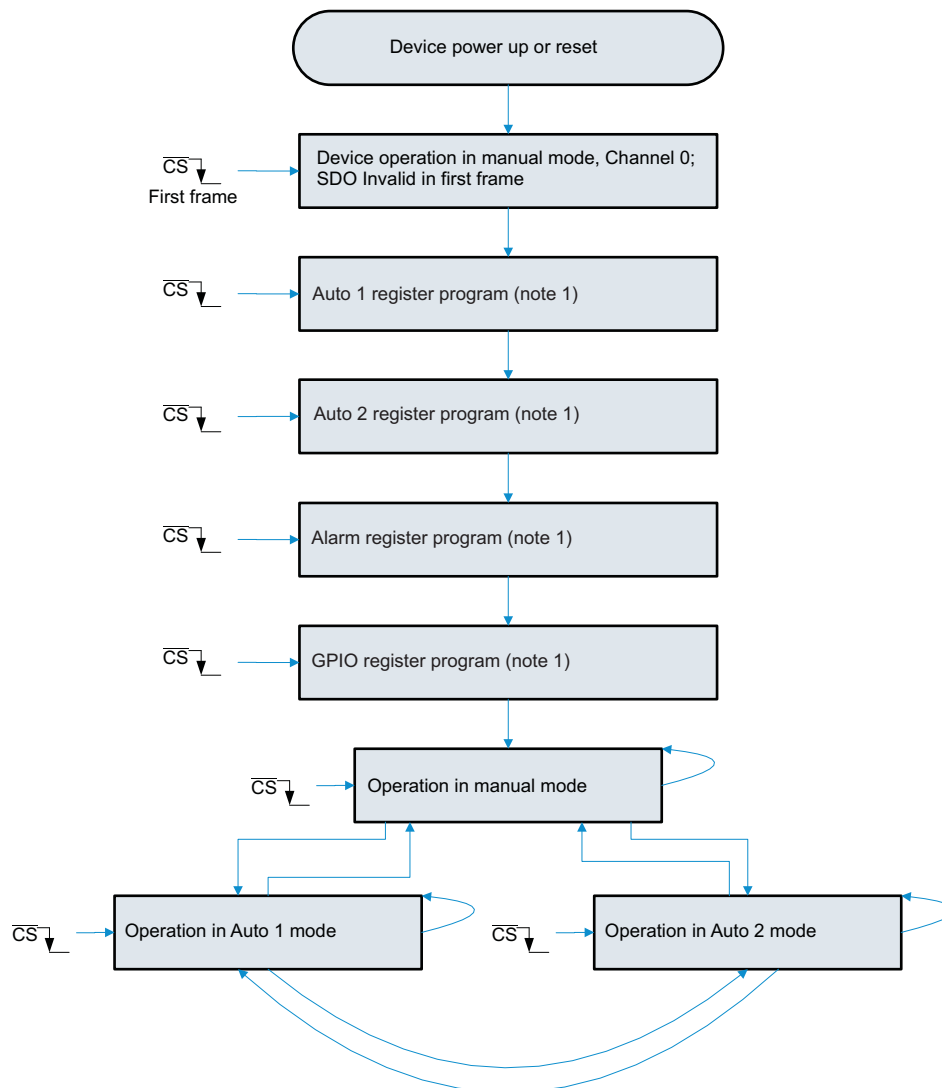 Device power up or reset
CS
First frame
Device operation in manual mode, Channel 0;
SDO Invalid in first frame
CS
Auto 1 register program (note 1)
CS
Auto 2 register program (note 1)
CS
Alarm register program (note 1)
CS
GPIO register program (note 1)
CS
Operation in manual mode
CS
Operation in Auto 1 mode
CS
Operation in Auto 2 mode